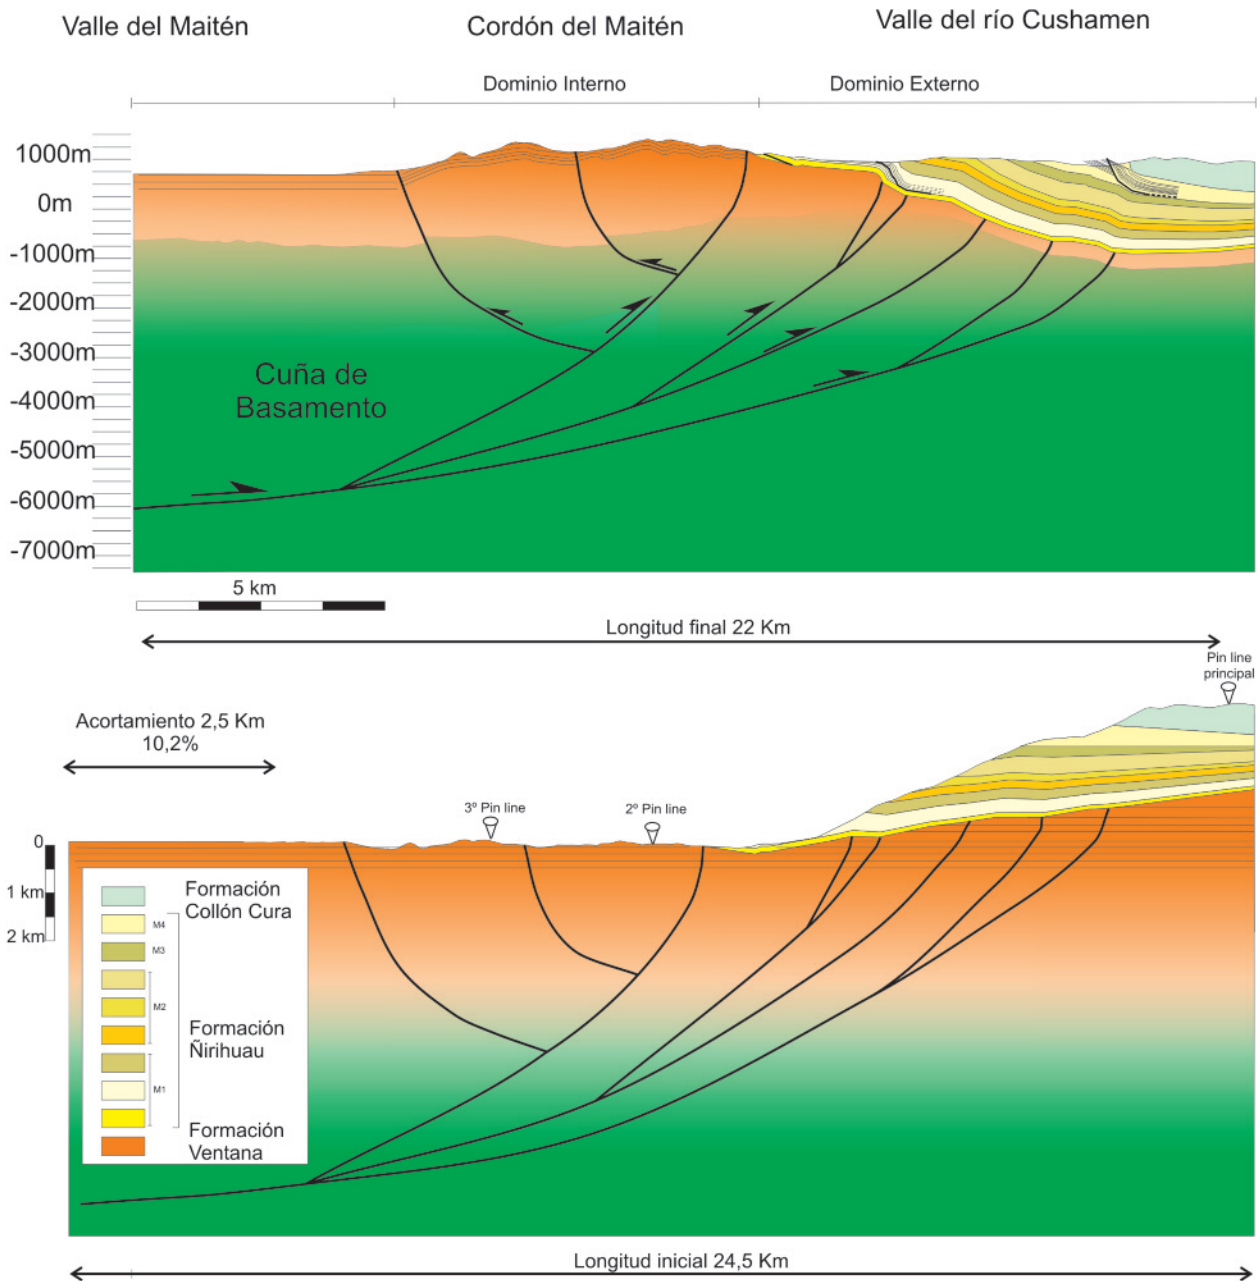 Valle del Maitén
Cordón del Maitén
Valle del río Cushamen
Dominio Interno
Dominio Externo
1000m
0m
-1000m
-2000m
-3000m
-4000m
-5000m
-6000m
-7000m
Cuña de
Basamento
5 km
Longitud final 22 Km
Pin line
principal
Acortamiento 2,5 Km
10,2%
3º Pin line
2º Pin line
0
1 km
2 km
Formación
Collón Cura
M4
M3
M2
Formación
Ñirihuau
M1
Formación
Ventana
Longitud inicial 24,5 Km